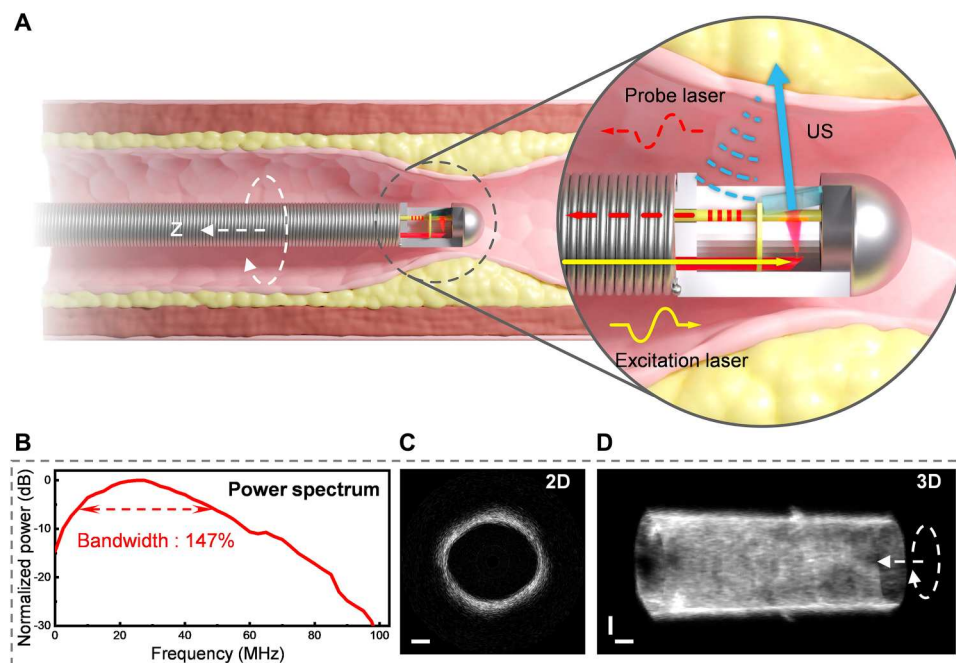 A
Probe laser
US
Z
Excitation laser
B
C
D
Power spectrum
Bandwidth : 147%
Normalized power (dB)
0
-10
-20
-30
0
20
40
60
80
100
Frequency (MHz)
2D
3D